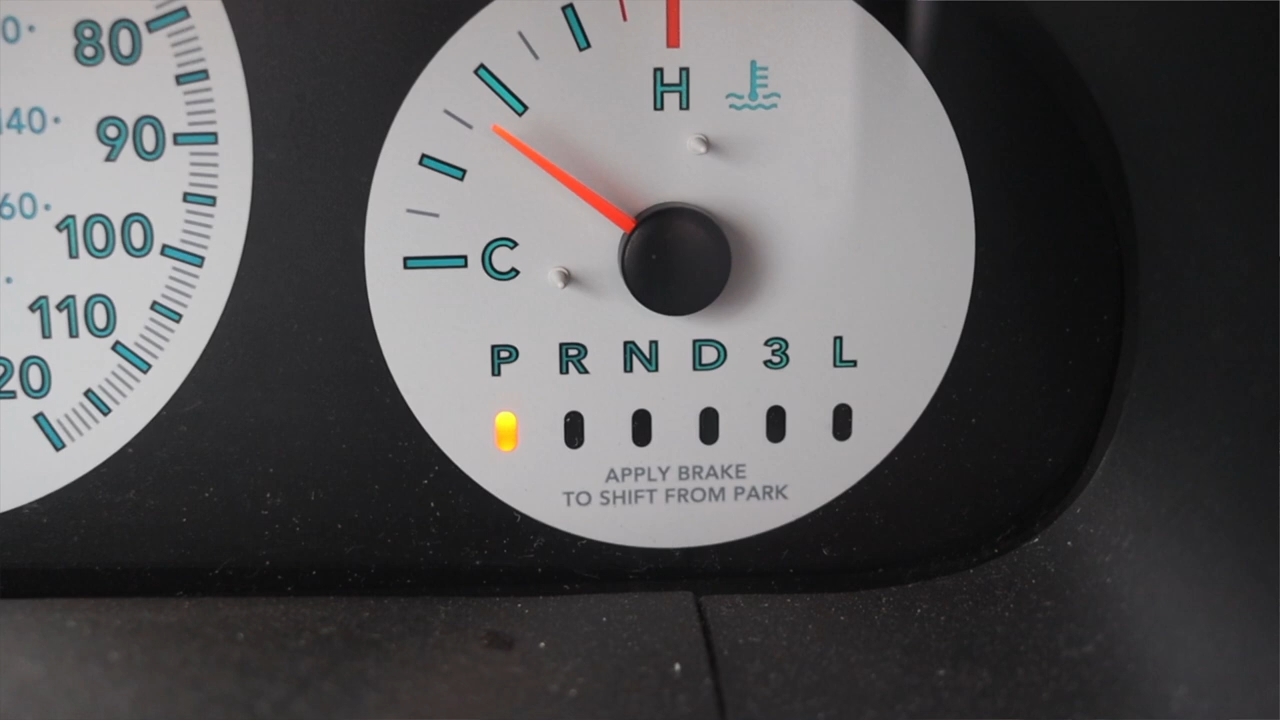 80
90
100
110
20
140
60
H
C
P R N D 3 L
APPLY BRAKE
TO SHIFT FROM PARK